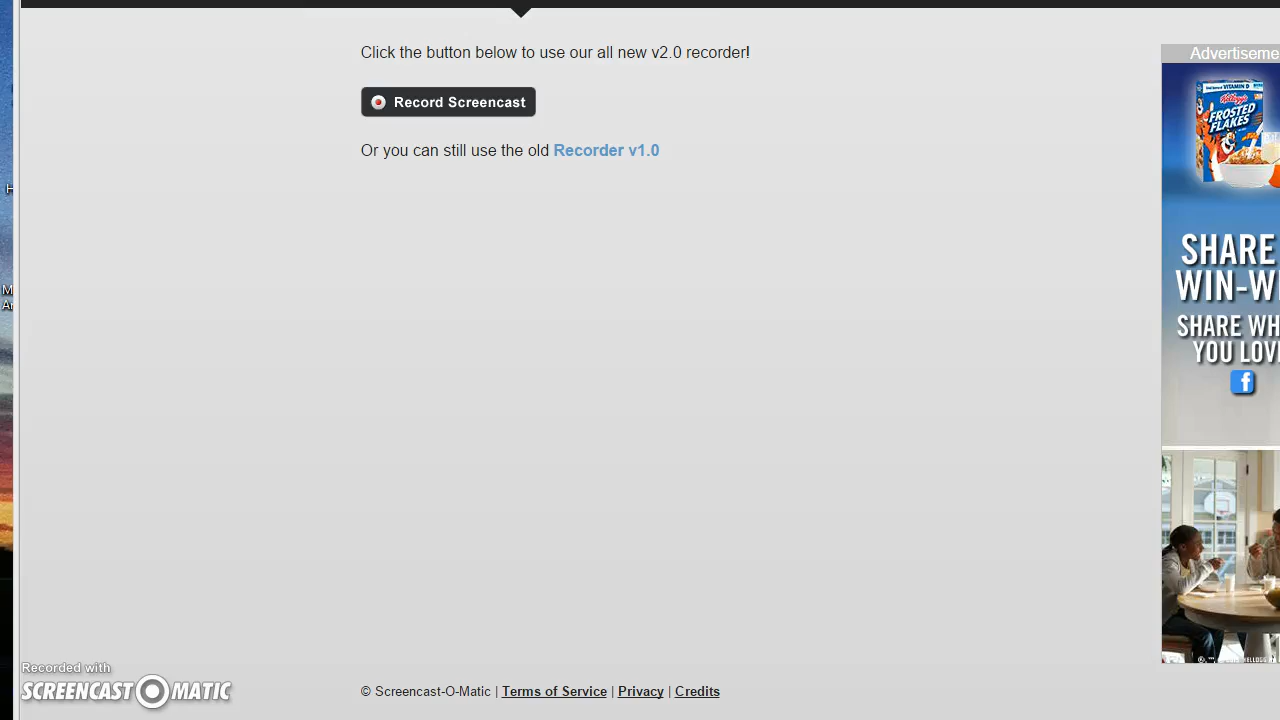 Click the button below to use our all new v2.0 recorder!
Record Screencast
Or you can still use the old Recorder v1.0
Advertiseme
Kellogg's
FROSTED
FLAKES
SHARE
WIN-W
SHARE WH
YOU LOV
f
Recorded with
SCREENCAST-O-MATIC
© Screencast-O-Matic | Terms of Service | Privacy | Credits